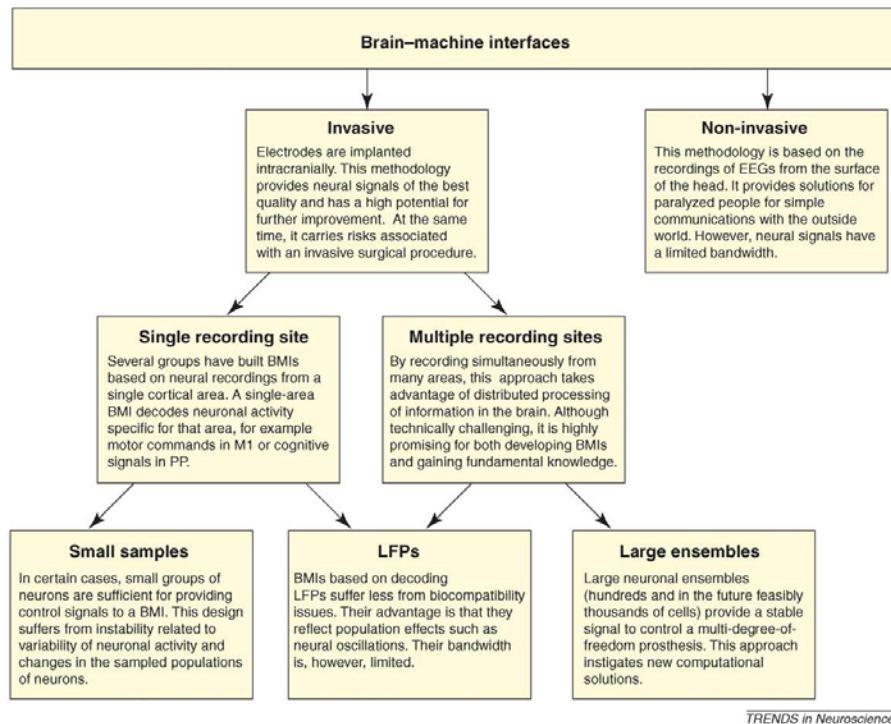 Brain–machine interfaces
Invasive
Electrodes are implanted
intracranially. This methodology
provides neural signals of the best
quality and has a high potential for
further improvement. At the same
time, it carries risks associated
with an invasive surgical procedure.
Non-invasive
This methodology is based on the
recordings of EEGs from the surface
of the head. It provides solutions for
paralyzed people for simple
communications with the outside
world. However, neural signals have
a limited bandwidth.
Single recording site
Several groups have built BMIs
based on neural recordings from a
single cortical area. A single-area
BMI decodes neuronal activity
specific for that area, for example
motor commands in M1 or cognitive
signals in PP.
Multiple recording sites
By recording simultaneously from
many areas, this approach takes
advantage of distributed processing
of information in the brain. Although
technically challenging, it is highly
promising for both developing BMIs
and gaining fundamental knowledge.
Small samples
In certain cases, small groups of
neurons are sufficient for providing
control signals to a BMI. This design
suffers from instability related to
variability of neuronal activity and
changes in the sampled populations
of neurons.
LFPs
BMIs based on decoding
LFPs suffer less from biocompatibility
issues. Their advantage is that they
reflect population effects such as
neural oscillations. Their bandwidth
is, however, limited.
Large ensembles
Large neuronal ensembles
(hundreds and in the future feasibly
thousands of cells) provide a stable
signal to control a multi-degree-of-
freedom prosthesis. This approach
instigates new computational
solutions.
TRENDS in Neuroscience